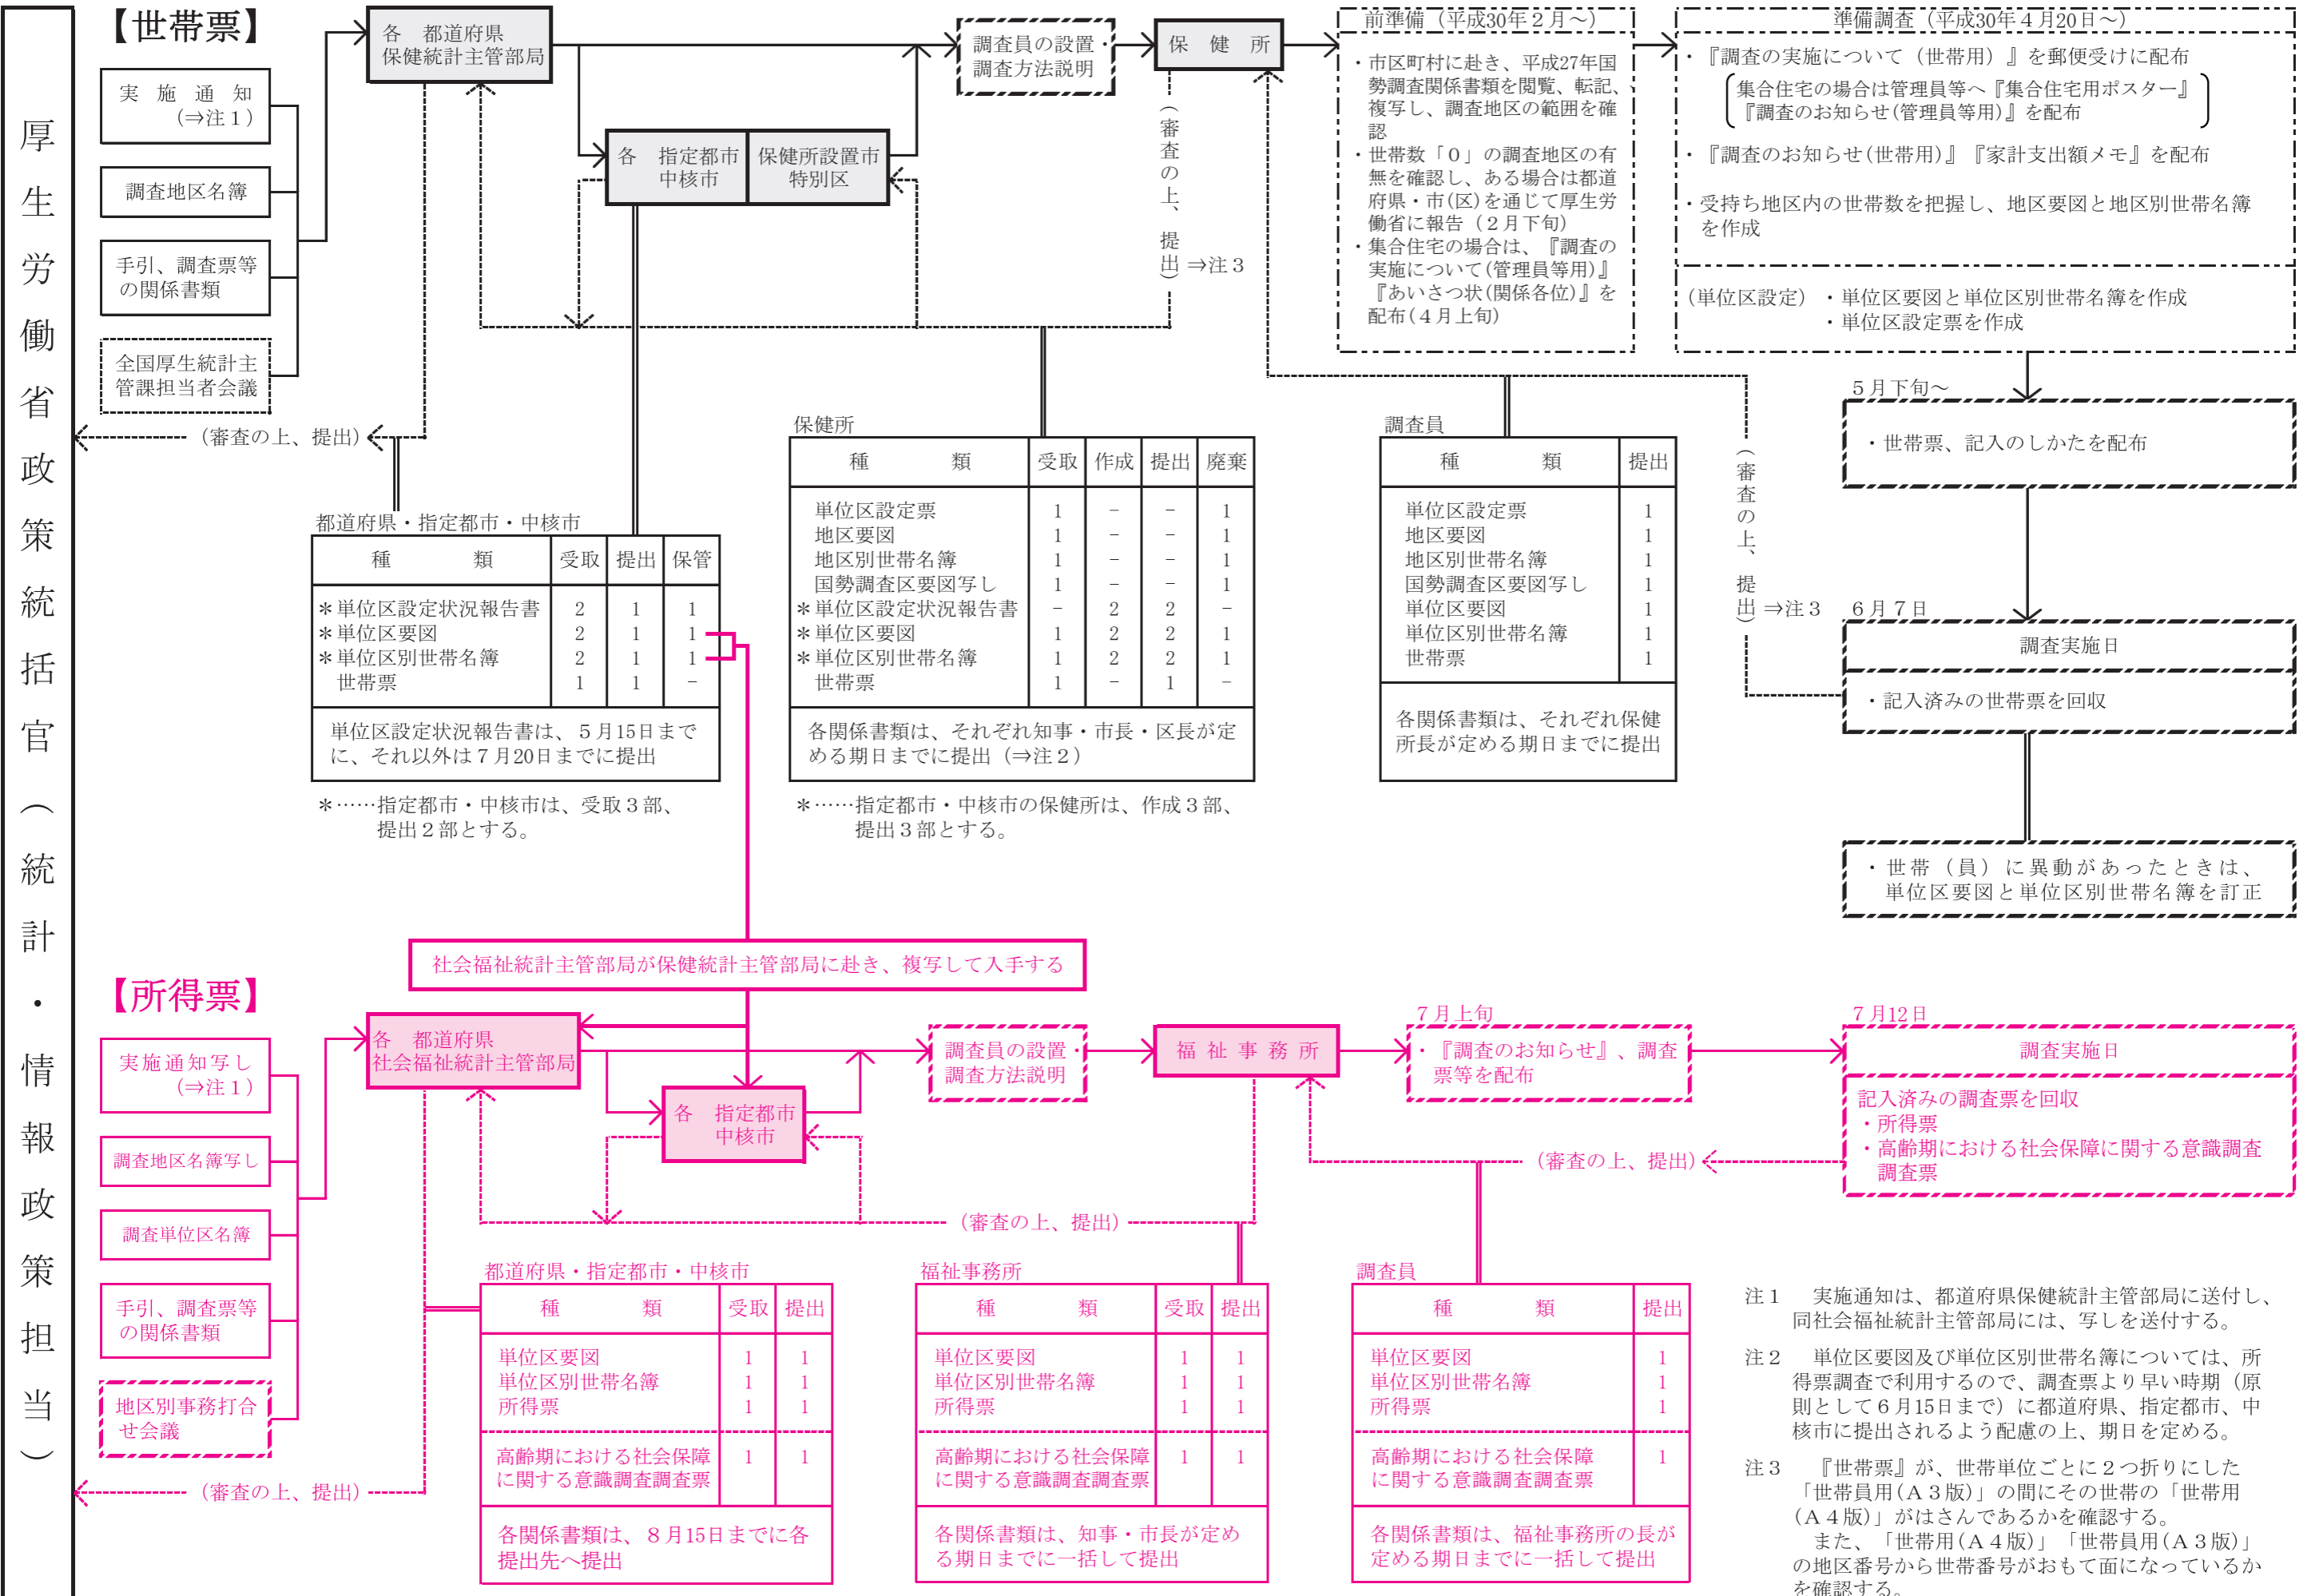 厚生労働省政策統括官（統計・情報政策担当）
【世帯票】
実施通知
(⇒注１)
調査地区名簿
手引、調査票等
の関係書類
全国厚生統計主
管課担当者会議
各　都道府県
保健統計主管部局
各　指定都市
中核市
保健所設置市
特別区
調査員の設置・
調査方法説明
保健所
（審査の上、提出）⇒注３
前準備（平成30年２月～）
・市区町村に赴き、平成27年国
勢調査関係書類を閲覧、転記、
複写し、調査地区の範囲を確
認
・世帯数「０」の調査地区の有
無を確認し、ある場合は都道
府県・市(区)を通じて厚生労
働省に報告（２月下旬）
・集合住宅の場合は、『調査の
実施について(管理員等用)』
『あいさつ状(関係各位)』を
配布(４月上旬)
準備調査（平成30年４月20日～）
・『調査の実施について（世帯用）』を郵便受けに配布
集合住宅の場合は管理員等へ『集合住宅用ポスター』
『調査のお知らせ(管理員等用)』を配布
・『調査のお知らせ(世帯用)』『家計支出額メモ』を配布
・受持ち地区内の世帯数を把握し、地区要図と地区別世帯名簿
を作成
(単位区設定）・単位区要図と単位区別世帯名簿を作成
・単位区設定票を作成
５月下旬～
・世帯票、記入のしかたを配布
６月７日
調査実施日
・記入済みの世帯票を回収
・世帯（員）に異動があったときは、
単位区要図と単位区別世帯名簿を訂正
（審査の上、提出）⇒注３
（審査の上、提出）
都道府県・指定都市・中核市
種　類　受取　提出　保管
＊単位区設定状況報告書　2　1　1
＊単位区要図　2　1　1
＊単位区別世帯名簿　2　1　1
世帯票　1　1　－
単位区設定状況報告書は、５月15日まで
に、それ以外は７月20日までに提出
＊……指定都市・中核市は、受取３部、
提出２部とする。
保健所
種　類　受取　作成　提出　廃棄
単位区設定票　1　－　－　1
地区要図　1　－　－　1
地区別世帯名簿　1　－　－　1
国勢調査区要図写し　1　－　－　1
＊単位区設定状況報告書　－　2　2　－
＊単位区要図　1　2　2　1
＊単位区別世帯名簿　1　2　2　1
世帯票　1　－　1　－
各関係書類は、それぞれ知事・市長・区長が定
める期日までに提出（⇒注２）
＊……指定都市・中核市の保健所は、作成３部、
提出３部とする。
調査員
種　類　提出
単位区設定票　1
地区要図　1
地区別世帯名簿　1
国勢調査区要図写し　1
単位区要図　1
単位区別世帯名簿　1
世帯票　1
各関係書類は、それぞれ保健
所長が定める期日までに提出
社会福祉統計主管部局が保健統計主管部局に赴き、複写して入手する
【所得票】
実施通知写し
(⇒注１)
調査地区名簿写し
調査単位区名簿
手引、調査票等
の関係書類
地区別事務打合
せ会議
各　都道府県
社会福祉統計主管部局
各　指定都市
中核市
調査員の設置・
調査方法説明
福祉事務所
７月上旬
・『調査のお知らせ』、調査
票等を配布
７月12日
調査実施日
記入済みの調査票を回収
・所得票
・高齢期における社会保障に関する意識調査
調査票
（審査の上、提出）
（審査の上、提出）
（審査の上、提出）
都道府県・指定都市・中核市
種　類　受取　提出
単位区要図　1　1
単位区別世帯名簿　1　1
所得票　1　1
高齢期における社会保障　1　1
に関する意識調査調査票
各関係書類は、８月15日までに各
提出先へ提出
福祉事務所
種　類　受取　提出
単位区要図　1　1
単位区別世帯名簿　1　1
所得票　1　1
高齢期における社会保障　1　1
に関する意識調査調査票
各関係書類は、知事・市長が定め
る期日までに一括して提出
調査員
種　類　提出
単位区要図　1
単位区別世帯名簿　1
所得票　1
高齢期における社会保障　1
に関する意識調査調査票
各関係書類は、福祉事務所の長が
定める期日までに一括して提出
注１　実施通知は、都道府県保健統計主管部局に送付し、
同社会福祉統計主管部局には、写しを送付する。
注２　単位区要図及び単位区別世帯名簿については、所
得票調査で利用するので、調査票より早い時期（原
則として６月15日まで）に都道府県、指定都市、中
核市に提出されるよう配慮の上、期日を定める。
注３　『世帯票』が、世帯単位ごとに２つ折りにした
「世帯員用(Ａ３版)」の間にその世帯の「世帯用
(Ａ４版)」がはさんであるかを確認する。
また、「世帯用(Ａ４版)」「世帯員用(Ａ３版)」
の地区番号から世帯番号がおもて面になっているか
を確認する。